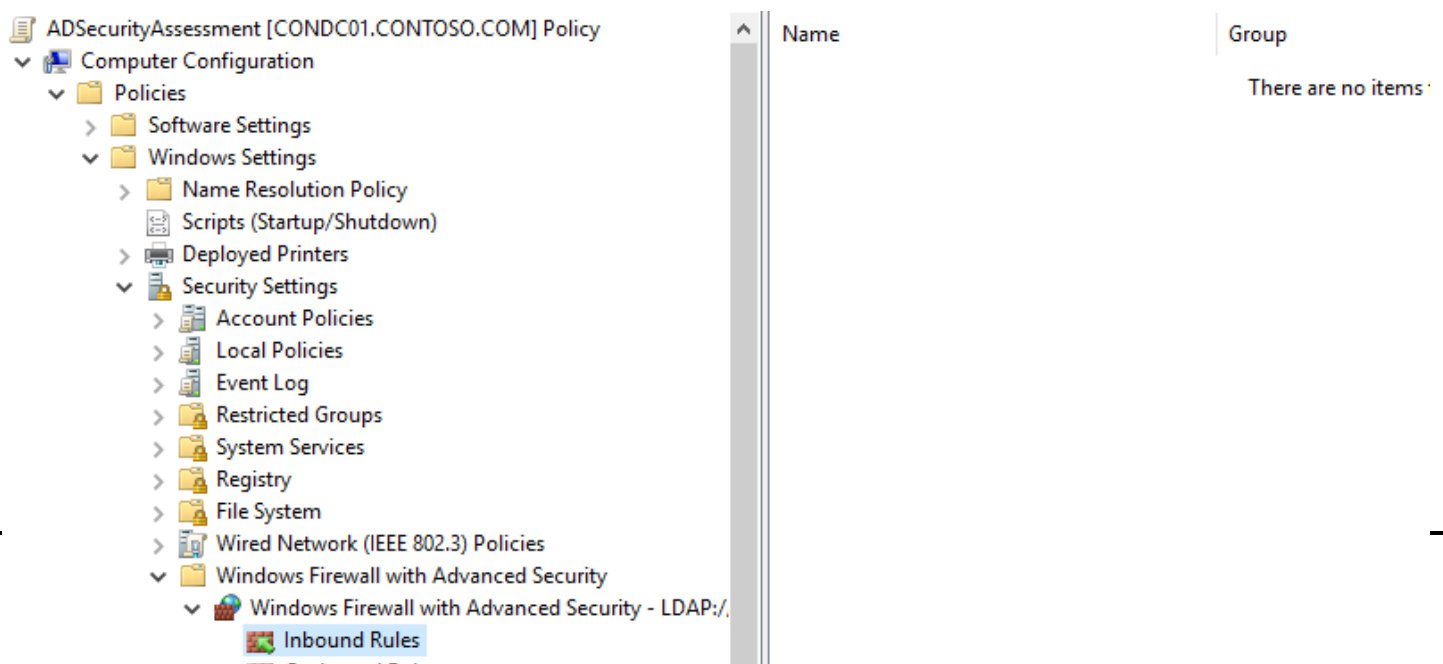 ADSecurityAssessment [CONDC01.CONTOSO.COM] Policy
Computer Configuration
Policies
Software Settings
Windows Settings
Name Resolution Policy
Scripts (Startup/Shutdown)
Deployed Printers
Security Settings
Account Policies
Local Policies
Event Log
Restricted Groups
System Services
Registry
File System
Wired Network (IEEE 802.3) Policies
Windows Firewall with Advanced Security
Windows Firewall with Advanced Security - LDAP:/
Inbound Rules
Name
Group
There are no items